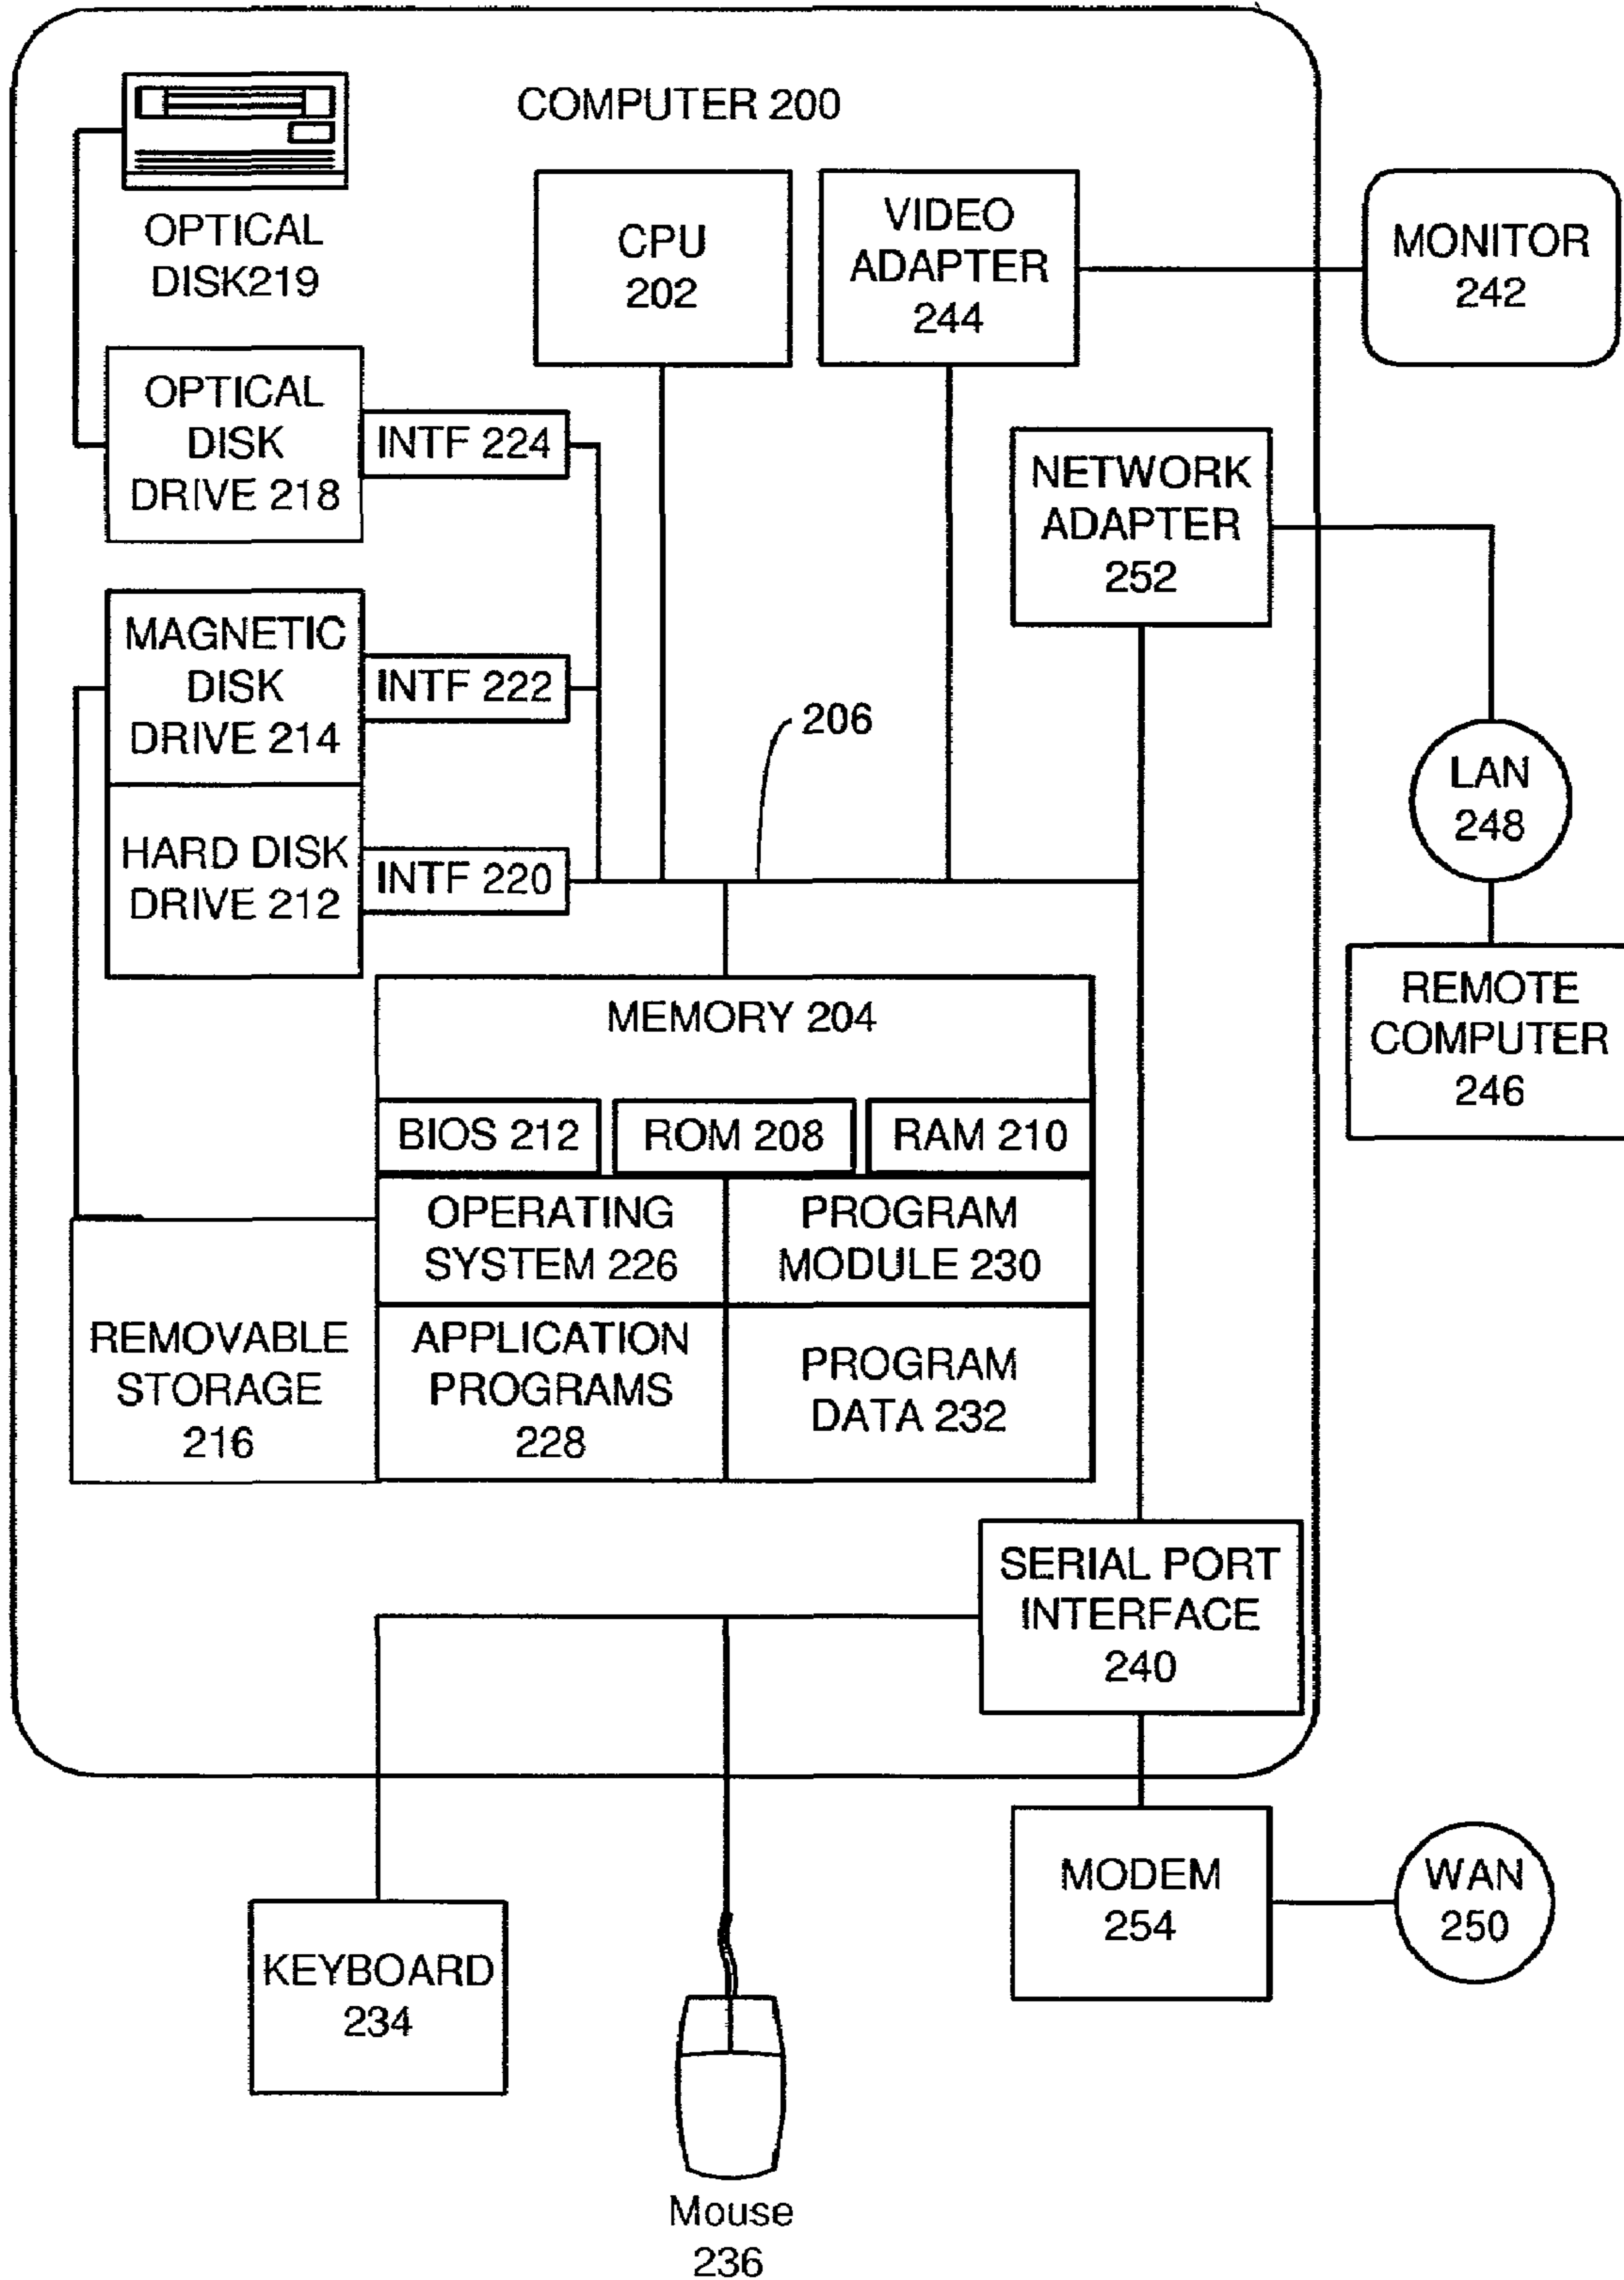 COMPUTER 200
OPTICAL
DISK219
CPU
202
VIDEO
ADAPTER
244
MONITOR
242
OPTICAL
DISK
DRIVE 218
INTF 224
NETWORK
ADAPTER
252
MAGNETIC
DISK
DRIVE 214
INTF 222
206
LAN
248
HARD DISK
DRIVE 212
INTF 220
REMOTE
COMPUTER
246
MEMORY 204
BIOS 212
ROM 208
RAM 210
OPERATING
SYSTEM 226
PROGRAM
MODULE 230
REMOVABLE
STORAGE
216
APPLICATION
PROGRAMS
228
PROGRAM
DATA 232
SERIAL PORT
INTERFACE
240
MODEM
254
WAN
250
KEYBOARD
234
Mouse
236